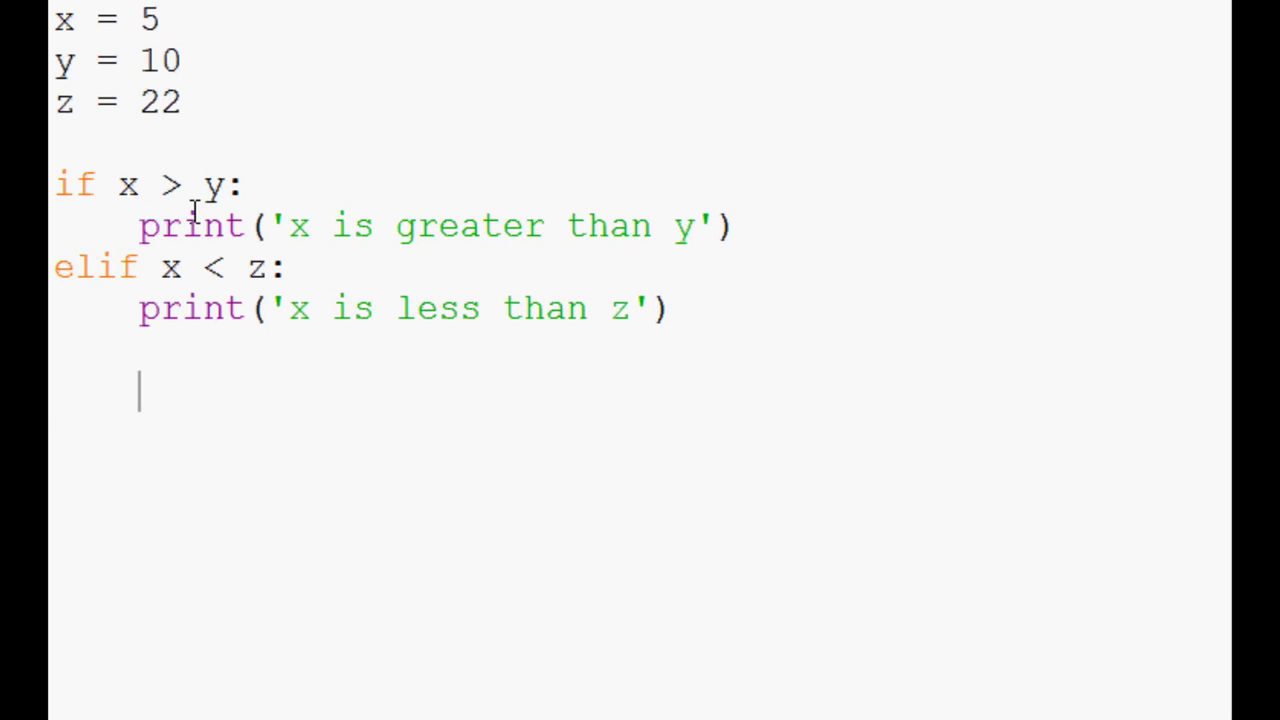 x = 5
y = 10
z = 22
if x > y:
    print('x is greater than y')
elif x < z:
    print('x is less than z')